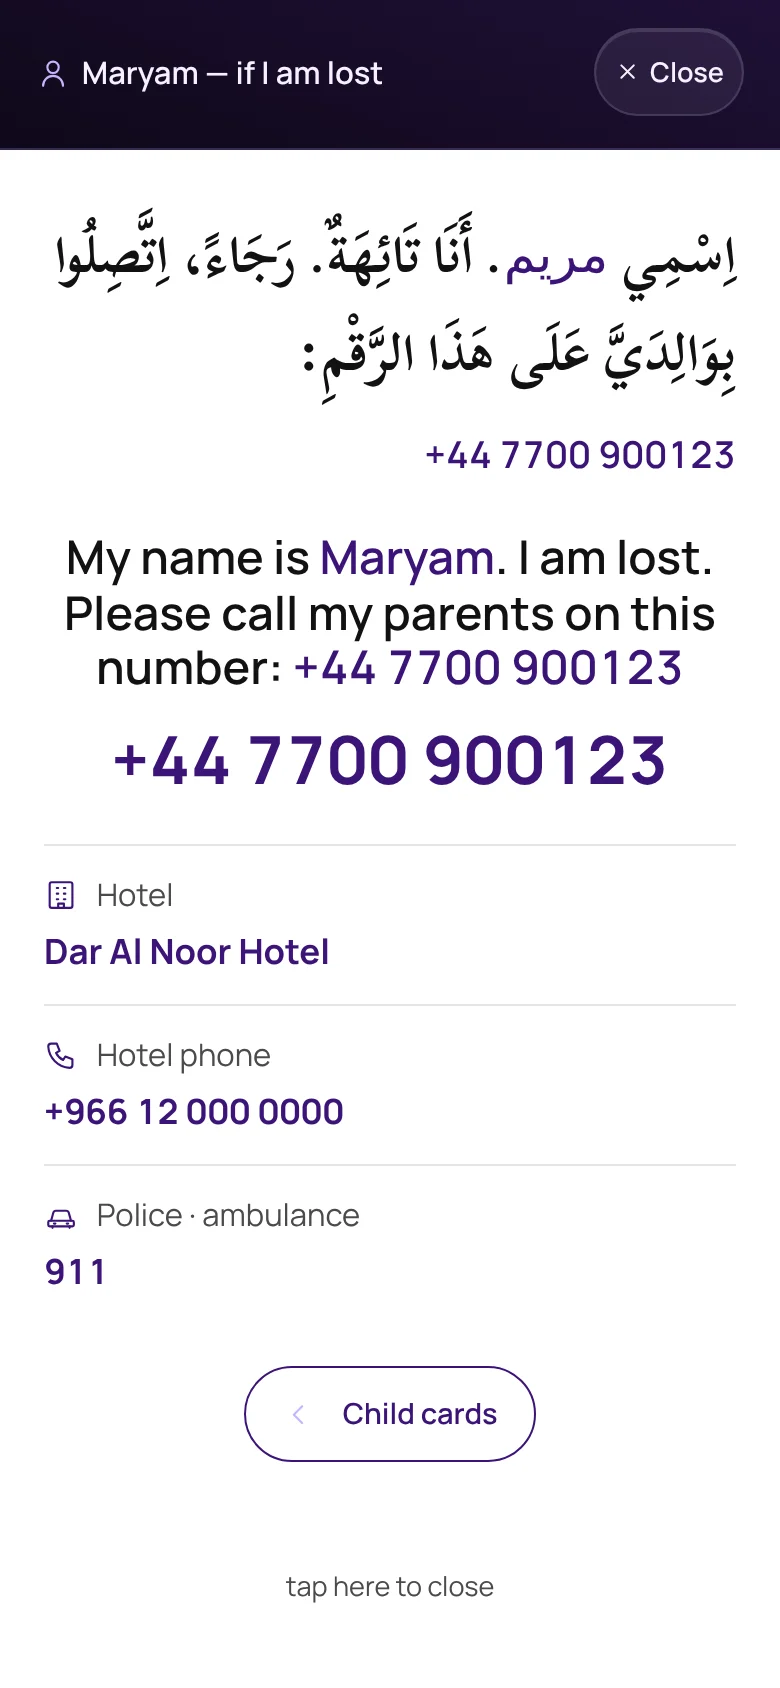 Maryam — if I am lost
Close
اِسْمِي مريم. أَنَا تَائِهَةٌ. رَجَاءً، اِتَّصِلُوا
بِوَالِدَيَّ عَلَى هَذَا الرَّقْمِ:
+44 7700 900123
My name is Maryam. I am lost.
Please call my parents on this
number: +44 7700 900123
+44 7700 900123
Hotel
Dar Al Noor Hotel
Hotel phone
+966 12 000 0000
Police · ambulance
911
Child cards
tap here to close